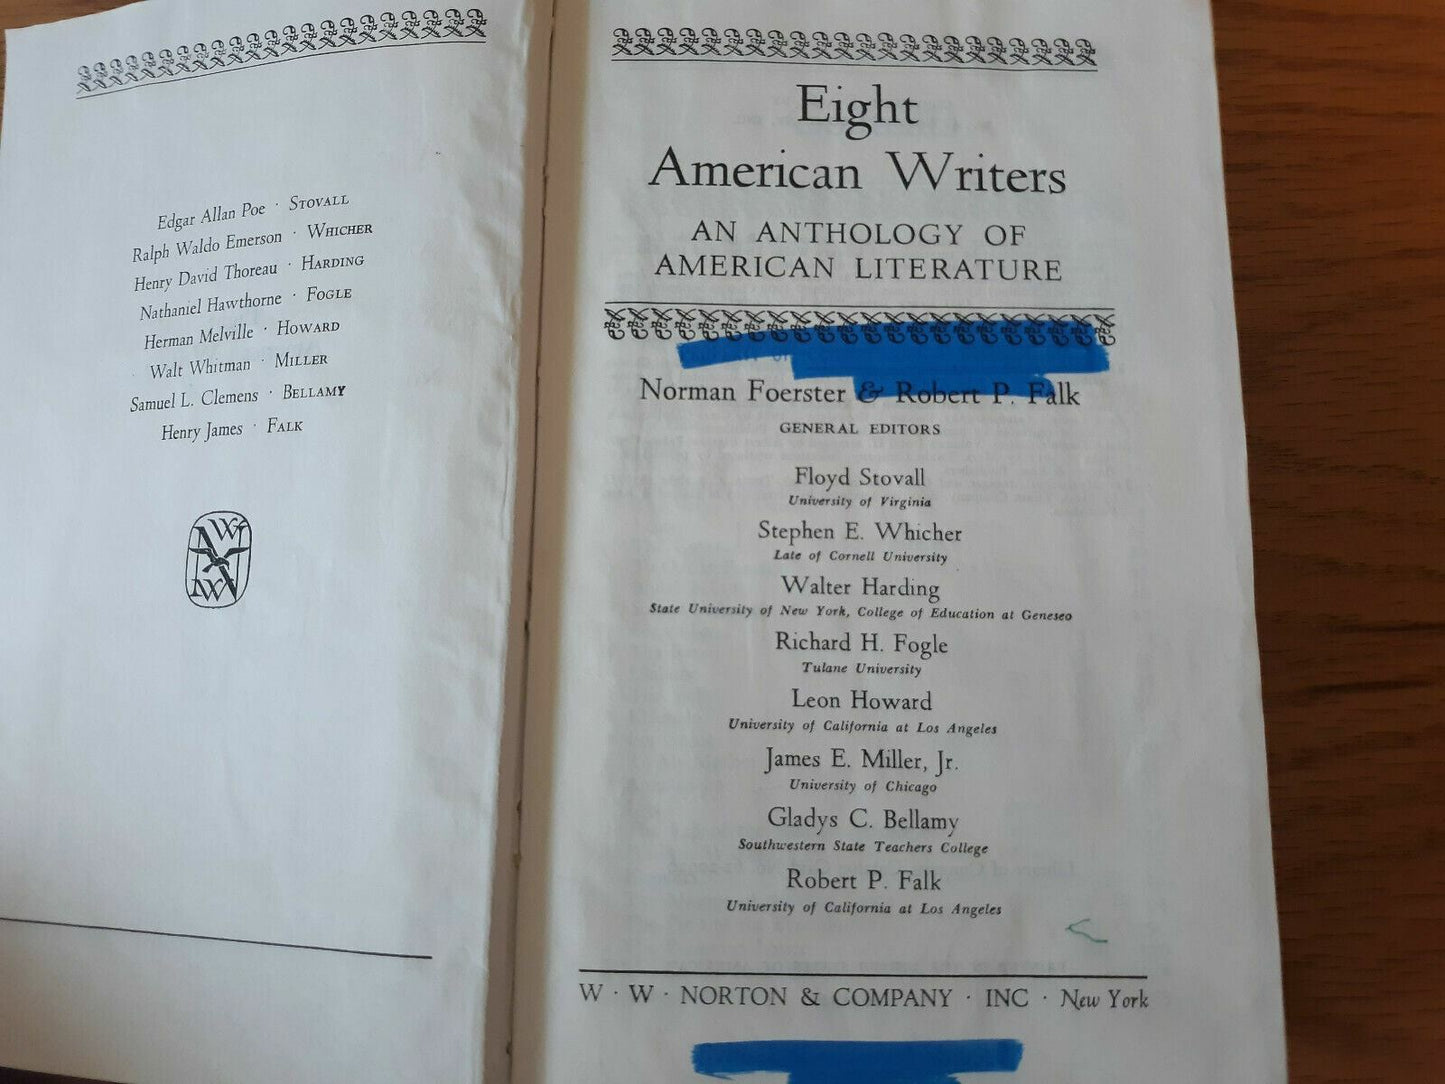 Edgar Allan Poe · STOVALL
Ralph Waldo Emerson · WHICHER
Henry David Thoreau · HARDING
Nathaniel Hawthorne · FOGLE
Herman Melville · HOWARD
Walt Whitman · MILLER
Samuel L. Clemens · BELLAMY
Henry James · FALK
Eight
American Writers
AN ANTHOLOGY OF
AMERICAN LITERATURE
Norman Foerster & Robert P. Falk
GENERAL EDITORS
Floyd Stovall
University of Virginia
Stephen E. Whicher
Late of Cornell University
Walter Harding
State University of New York, College of Education at Geneseo
Richard H. Fogle
Tulane University
Leon Howard
University of California at Los Angeles
James E. Miller, Jr.
University of Chicago
Gladys C. Bellamy
Southwestern State Teachers College
Robert P. Falk
University of California at Los Angeles
W · W · NORTON & COMPANY · INC · New York